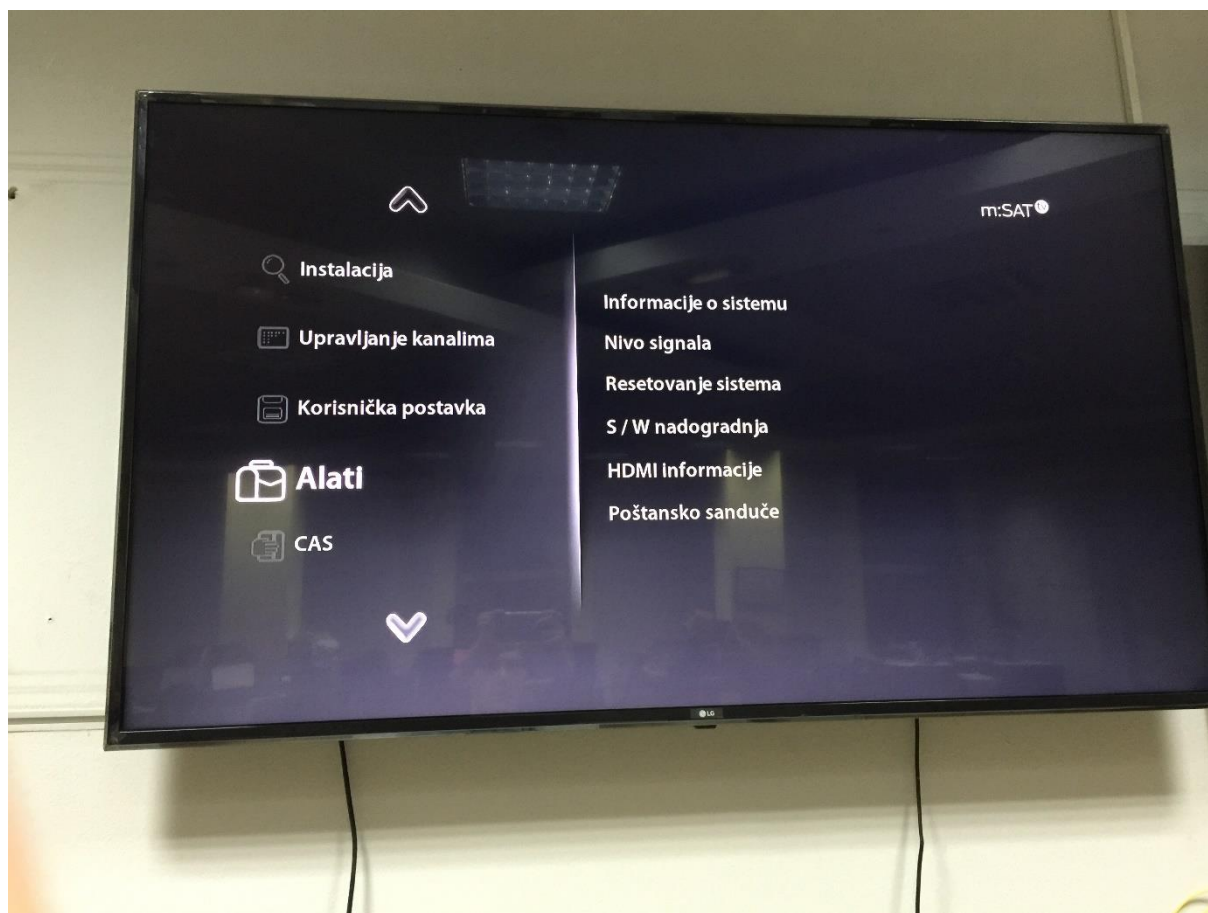 m:SAT tv
Instalacija
Upravljanje kanalima
Korisnička postavka
Alati
CAS
Informacije o sistemu
Nivo signala
Resetovanje sistema
S / W nadogradnja
HDMI informacije
Poštansko sanduče
LG